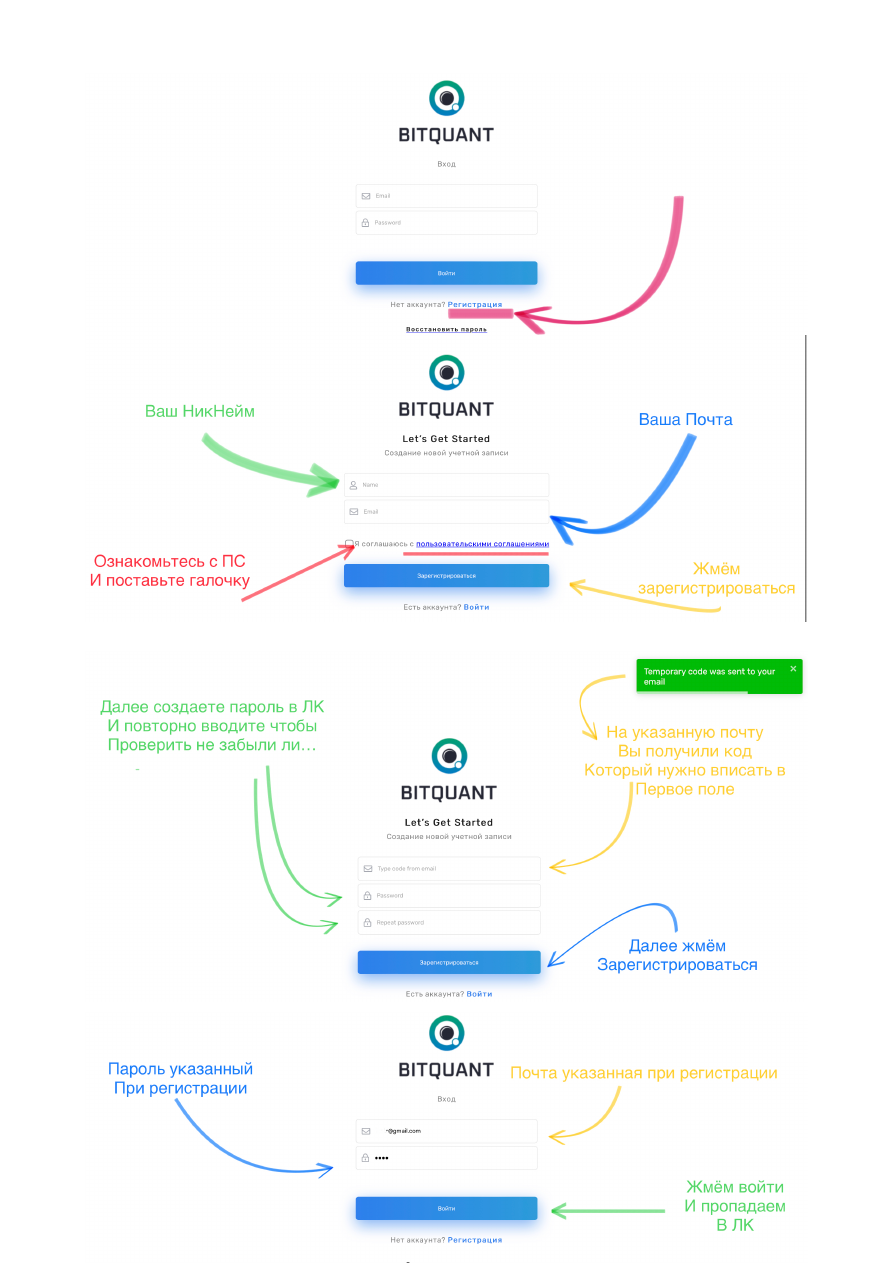 BITQUANT
Вход
Email
Password
Войти
Нет аккаунта? Регистрация
Восстановить пароль
BITQUANT
Ваш НикНейм
Ваша Почта
Let's Get Started
Создание новой учетной записи
Name
Email
Я соглашаюсь с пользовательскими соглашениями
Ознакомьтесь с ПС
И поставьте галочку
Жмём
зарегистрироваться
Зарегистрироваться
Есть аккаунта? Войти
Temporary code was sent to your
email
Далее создаете пароль в ЛК
И повторно вводите чтобы
Проверить не забыли ли...
На указанную почту
Вы получили код
Который нужно вписать в
Первое поле
BITQUANT
Let's Get Started
Создание новой учетной записи
Type code from email
Password
Repeat password
Далее жмём
Зарегистрироваться
Зарегистрироваться
Есть аккаунта? Войти
BITQUANT
Пароль указанный
При регистрации
Почта указанная при регистрации
Вход
~@gmail.com
••••
Войти
Жмём войти
И пропадаем
В ЛК
Нет аккаунта? Регистрация